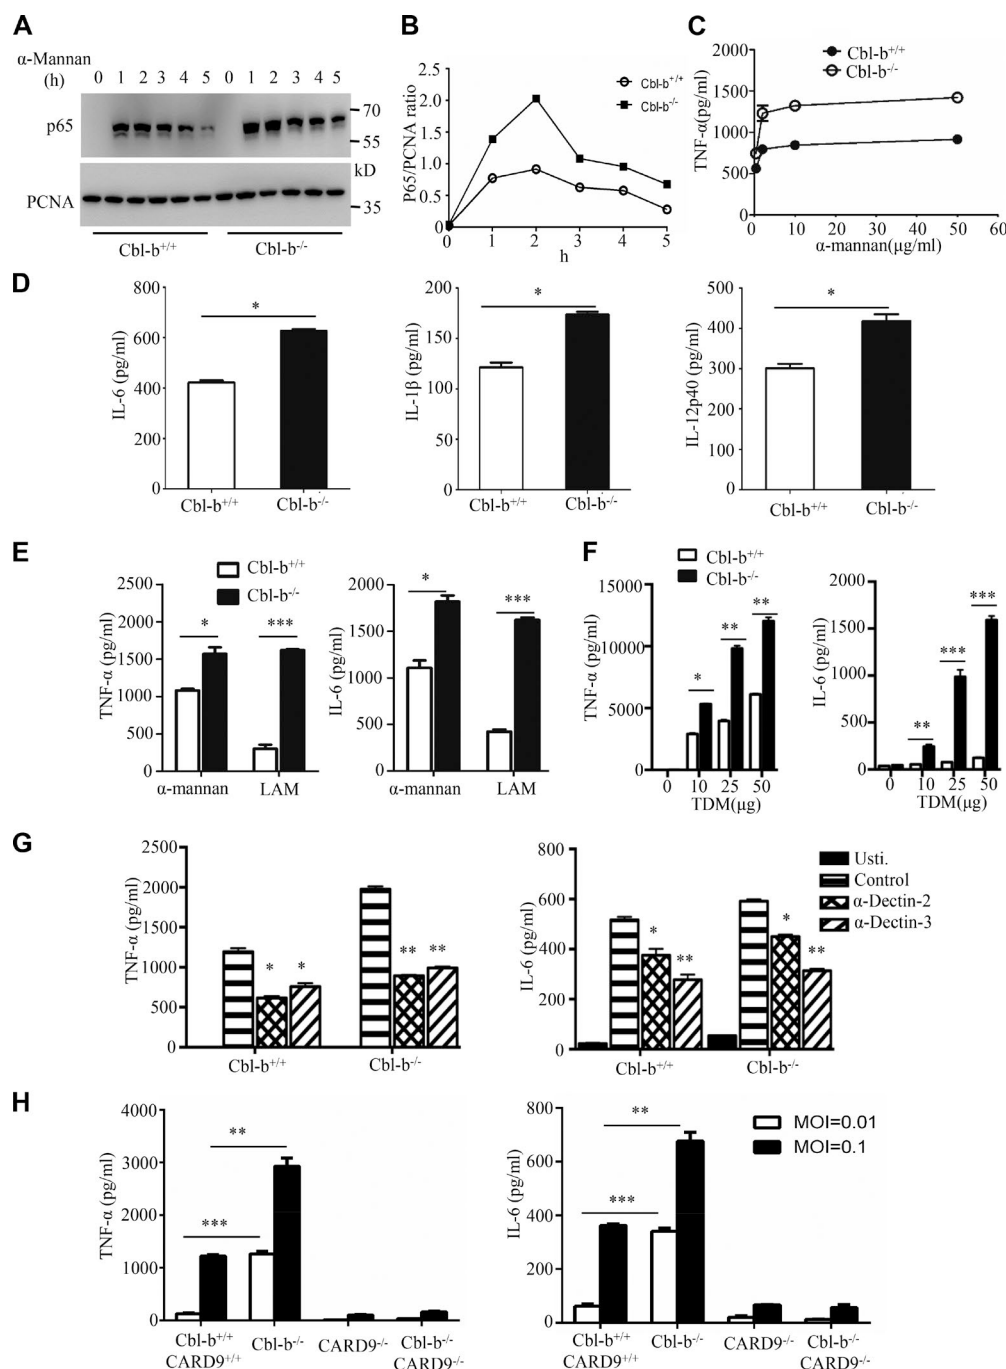 A
α-Mannan
(h)
0 1 2 3 4 5 0 1 2 3 4 5
p65
70
55
kD
PCNA
35
Cbl-b+/+ Cbl-b-/-
B
P65/PCNA ratio
2.5
2.0
1.5
1.0
0.5
0
Cbl-b+/+
Cbl-b-/-
0 1 2 3 4 5
h
C
TNF-α(pg/ml)
2000
1500
1000
500
0
Cbl-b+/+
Cbl-b-/-
0 10 20 30 40 50 60
α-mannan(μg/ml)
D
IL-6 (pg/ml)
800
600
400
200
0
*
Cbl-b+/+ Cbl-b-/-
IL-1β (pg/ml)
200
150
100
50
0
*
Cbl-b+/+ Cbl-b-/-
IL-12p40 (pg/ml)
500
400
300
200
100
0
*
Cbl-b+/+ Cbl-b-/-
E
Cbl-b+/+
Cbl-b-/-
TNF-α (pg/ml)
2500
2000
1500
1000
500
0
* ***
α-mannan LAM
IL-6 (pg/ml)
2000
1500
1000
500
0
* ***
α-mannan LAM
F
Cbl-b+/+
Cbl-b-/-
TNF-α (pg/ml)
15000
10000
5000
0
* ** **
0 10 25 50
TDM(μg)
IL-6 (pg/ml)
2000
1500
1000
500
0
** *** ***
0 10 25 50
TDM(μg)
G
TNF-α (pg/ml)
2500
2000
1500
1000
500
0
* * ** **
Cbl-b+/+ Cbl-b-/-
IL-6 (pg/ml)
800
600
400
200
0
* ** * **
Cbl-b+/+ Cbl-b-/-
Usti.
Control
α-Dectin-2
α-Dectin-3
H
TNF-α (pg/ml)
4000
3000
2000
1000
0
**
***
Cbl-b+/+ Cbl-b-/- CARD9-/- Cbl-b-/-
CARD9+/+ CARD9-/-
IL-6 (pg/ml)
800
600
400
200
0
**
***
MOI=0.01
MOI=0.1
Cbl-b+/+ Cbl-b-/- CARD9-/- Cbl-b-/-
CARD9+/+ CARD9-/-